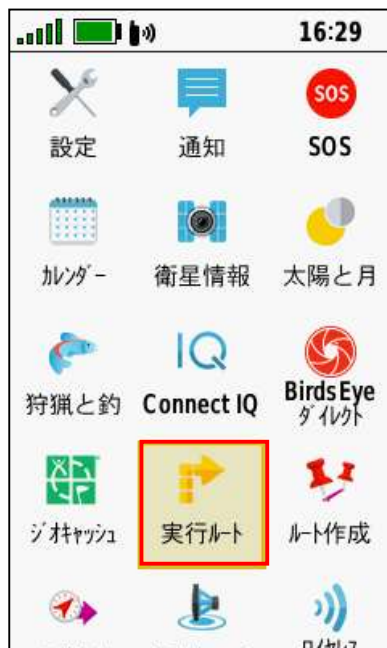 16:29
設定
通知
SOS
SOS
ｶﾚﾝﾀﾞｰ
衛星情報
太陽と月
狩猟と釣
IQ
Connect IQ
BirdsEye
ﾀﾞｲﾚｸﾄ
ｼﾞｵｷｬｯｼｭ
実行ﾙｰﾄ
ﾙｰﾄ作成
ﾜｲﾔﾚｽ